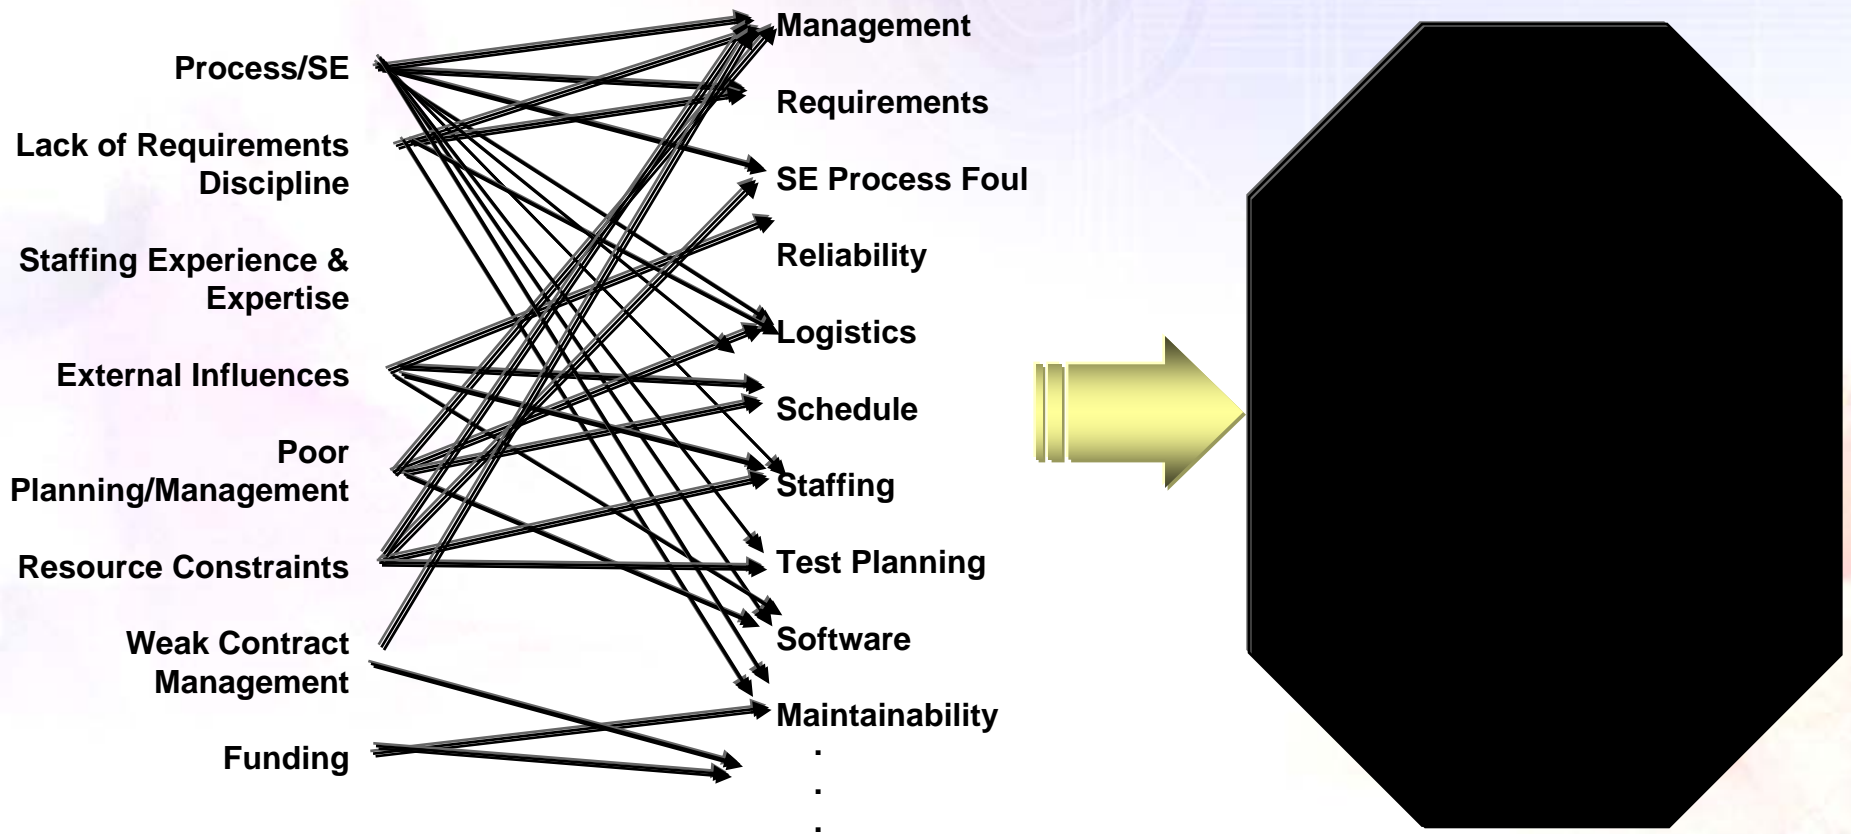 Process/SE
Lack of Requirements
Discipline
Staffing Experience &
Expertise
External Influences
Poor
Planning/Management
Resource Constraints
Weak Contract
Management
Funding
Management
Requirements
SE Process Foul
Reliability
Logistics
Schedule
Staffing
Test Planning
Software
Maintainability
.
.
.